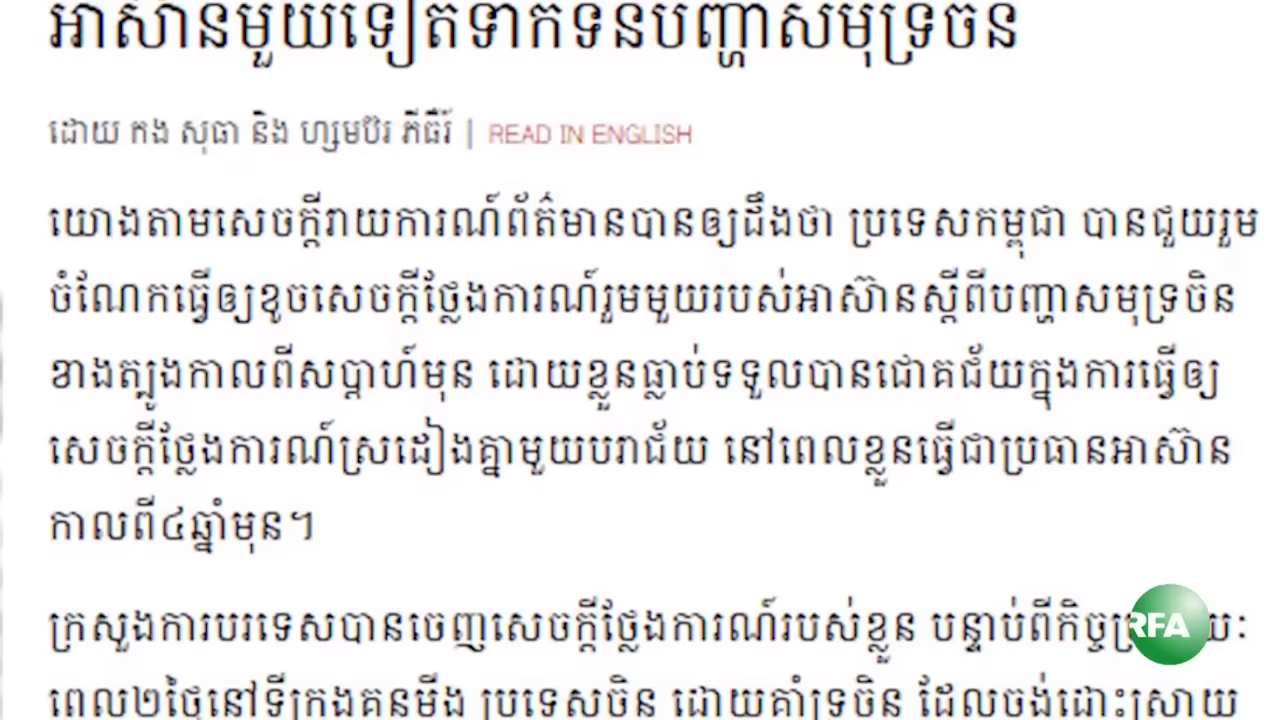 អាស៊ានមួយទៀតទាក់ទនបញ្ហាសមុទ្រចិន
ដោយ កង សុធា និង ហ្សមប៊ែរ ភីធឺរ៍ | READ IN ENGLISH
យោងតាមសេចក្តីរាយការណ៍ព័ត៌មានបានឲ្យដឹងថា ប្រទេសកម្ពុជា បានជួយរួម
ចំណែកធ្វើឲ្យខូចសេចក្តីថ្លែងការណ៍រួមមួយរបស់អាស៊ានស្តីពីបញ្ហាសមុទ្រចិន
ខាងត្បូងកាលពីសប្តាហ៍មុន ដោយខ្លួនធ្លាប់ទទួលបានជោគជ័យក្នុងការធ្វើឲ្យ
សេចក្តីថ្លែងការណ៍ស្រដៀងគ្នាមួយបរាជ័យ នៅពេលខ្លួនធ្វើជាប្រធានអាស៊ាន
កាលពី៤ឆ្នាំមុន។
ក្រសួងការបរទេសបានចេញសេចក្តីថ្លែងការណ៍របស់ខ្លួន បន្ទាប់ពីកិច្ចប្រ យៈ
RFA
ពេល២ថ្ងៃនៅទីក្រុងគុនមីង ប្រទេសចិន ដោយគាំទ្រចិន ដែលចង់ដោះស្រាយ